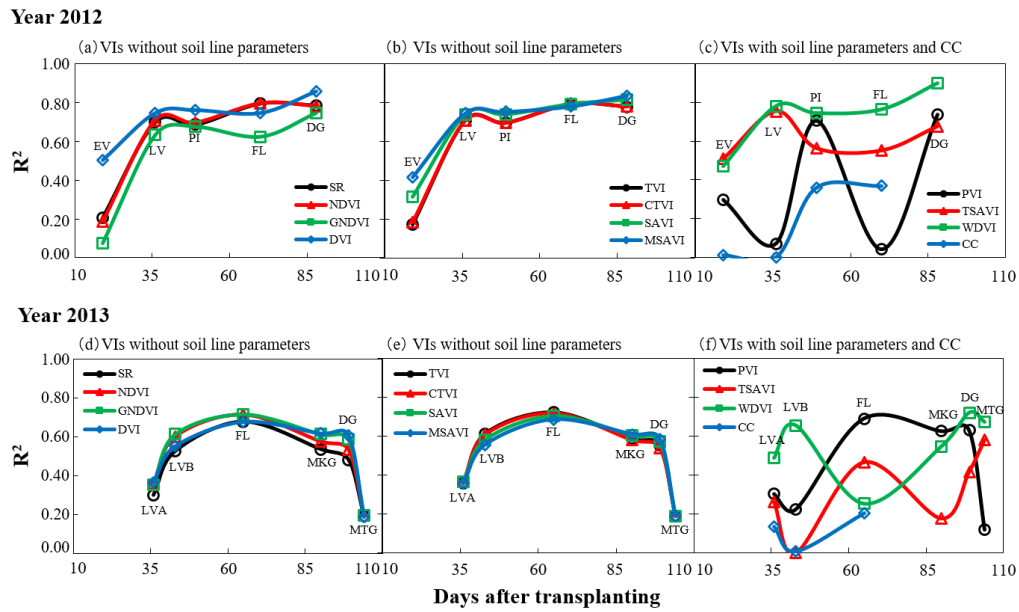 Year 2012
(a) VIs without soil line parameters
(b) VIs without soil line parameters
(c) VIs with soil parameters and CC
R²
1.00
0.80
0.60
0.40
0.20
0.00
EV
LV
PI
FL
DG
SR
NDVI
GNDVI
DVI
EV
LV
PI
FL
DG
TVI
CTVI
SAVI
MSAVI
EV
LV
PI
FL
DG
PVI
TSAVI
WDVI
CC
10 35 60 85 110
10 35 60 85 110
10 35 60 85 110
Year 2013
(d) VIs without soil line parameters
(e) VIs without soil line parameters
(f) VIs with soil line parameters and CC
R²
1.00
0.80
0.60
0.40
0.20
0.00
SR
NDVI
GNDVI
DVI
LVA
LVB
FL
MKG
DG
MTG
TVI
CTVI
SAVI
MSAVI
LVA
LVB
FL
MKG
DG
MTG
PVI
TSAVI
WDVI
CC
LVA
LVB
FL
MKG
DG
MTG
10 35 60 85 110
10 35 60 85 110
10 35 60 85 110
Days after transplanting